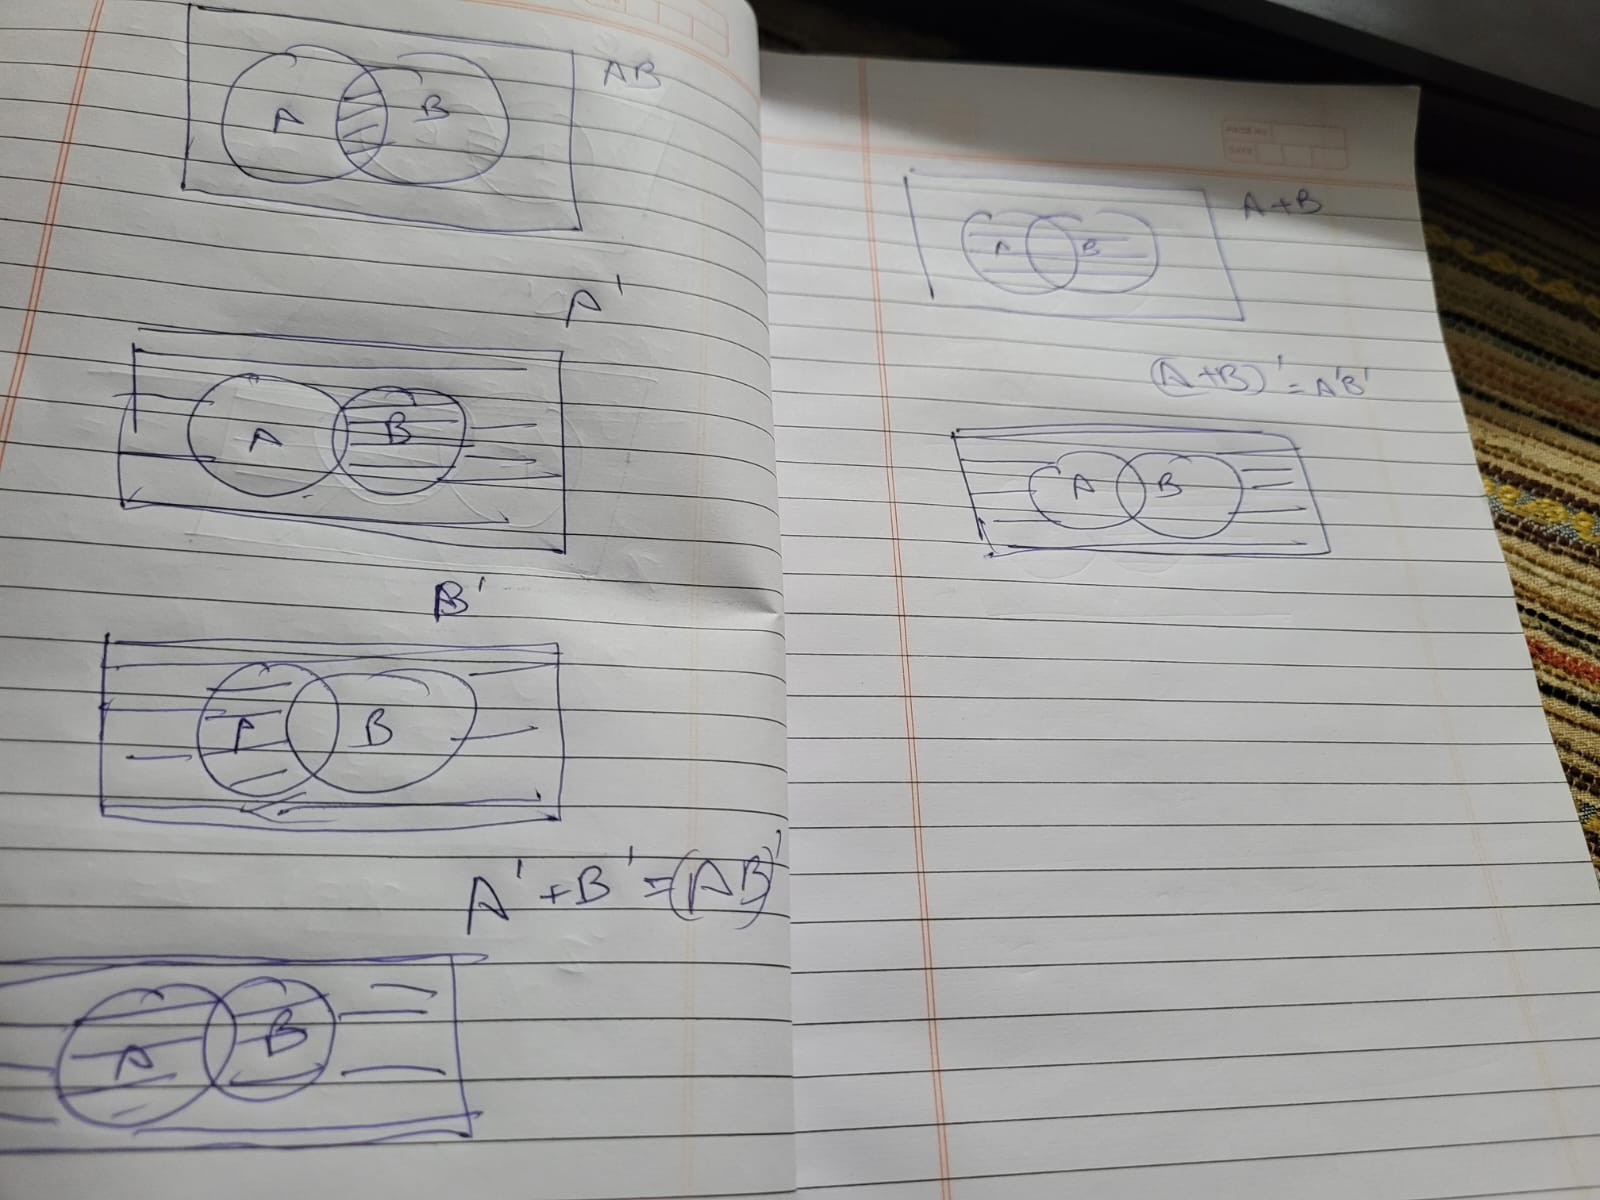 AB
A B
A'
A B
B'
A B
A' + B' = (AB)'
A B
PAGE NO
DATE
A+B
A B
(A+B)' = A'B'
A B